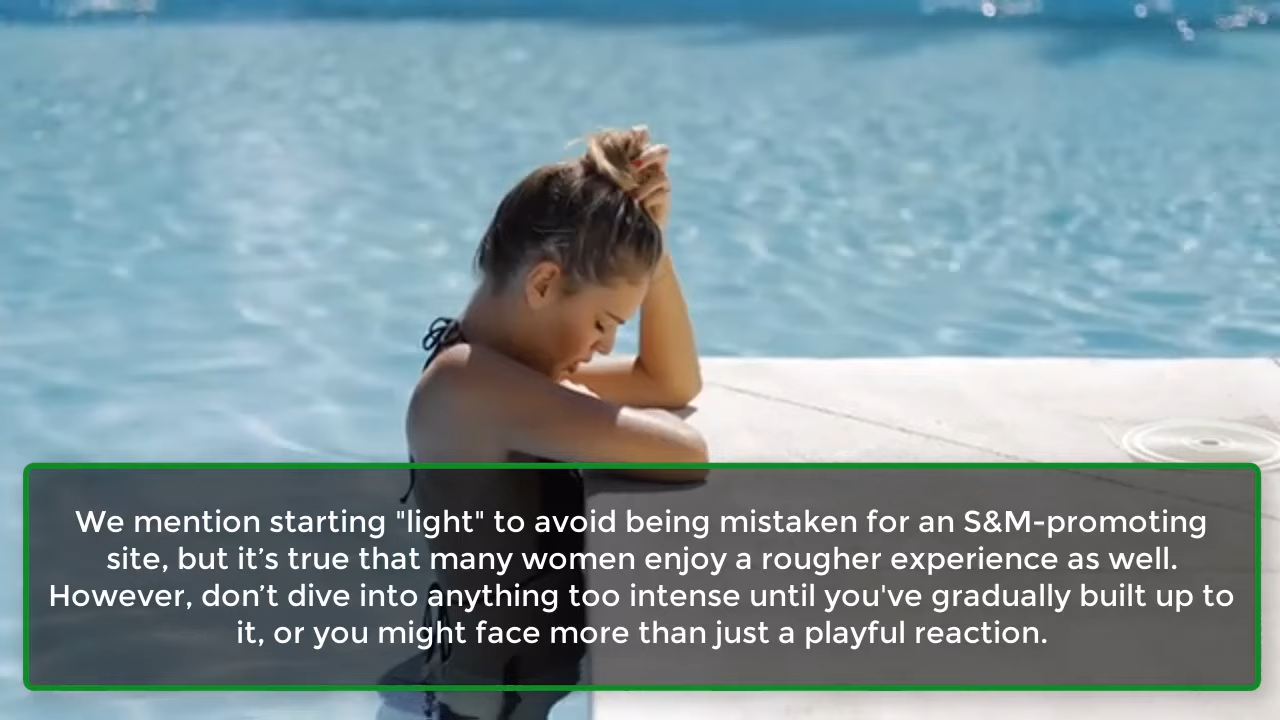 We mention starting "light" to avoid being mistaken for an S&M-promoting
site, but it’s true that many women enjoy a rougher experience as well.
However, don’t dive into anything too intense until you've gradually built up to
it, or you might face more than just a playful reaction.